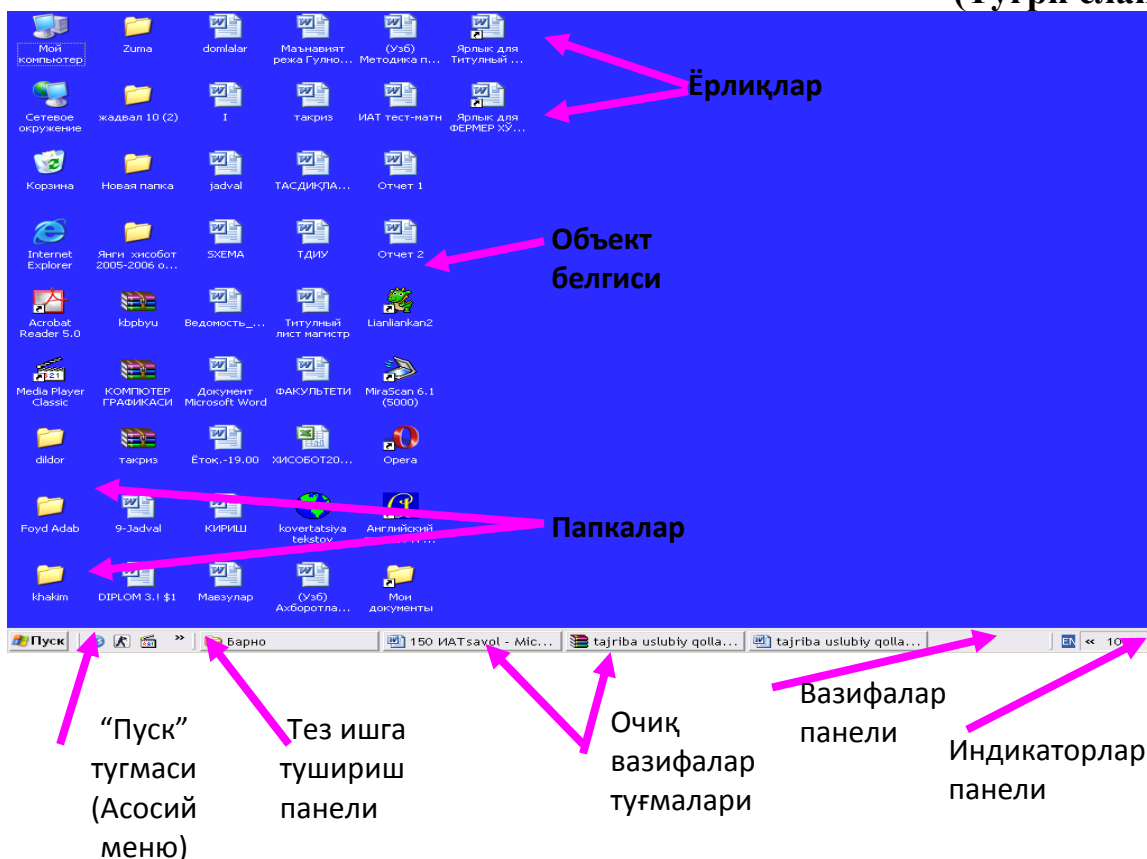 (Тўғри
Мой компьютер
Zuma
domlalar
Маънавият режа Гулно...
(Узб) Методика п...
Ярлык для Титулный ...
Ёрлиқлар
Сетевое окружение
жадвал 10 (2)
I
такриз
ИАТ тест-матн
Ярлык для ФЕРМЕР ХЎ...
Корзина
Новая папка
jadval
ТАСДИҚЛА...
Отчет 1
Internet Explorer
Янги хисобот 2005-2006 о...
SXEMA
ТДИУ
Отчет 2
Объект
белгиси
Acrobat Reader 5.0
kbpbyu
Ведомость_...
Титулный лист магистр
Lianliankan2
Media Player Classic
КОМПЮТЕР ГРАФИКАСИ
Документ Microsoft Word
ФАКУЛЬТЕТИ
MiraScan 6.1 (5000)
dildor
такриз
Ётоқ.-19.00
ХИСОБОТ20...
Opera
Foyd Adab
9-Jadval
КИРИШ
kovertatsiya tekstov
Английский
Папкалар
khakim
DIPLOM 3.! $1
Мавзулар
(Узб) Ахборотла...
Мои документы
Пуск
»
Барно
150 ИАТsavol - Mic...
tajriba uslubiy qolla...
tajriba uslubiy qolla...
EN
«
“Пуск”
тугмаси
(Асосий
меню)
Тез ишга
тушириш
панели
Очиқ
вазифалар
туғмалари
Вазифалар
панели
Индикаторлар
панели